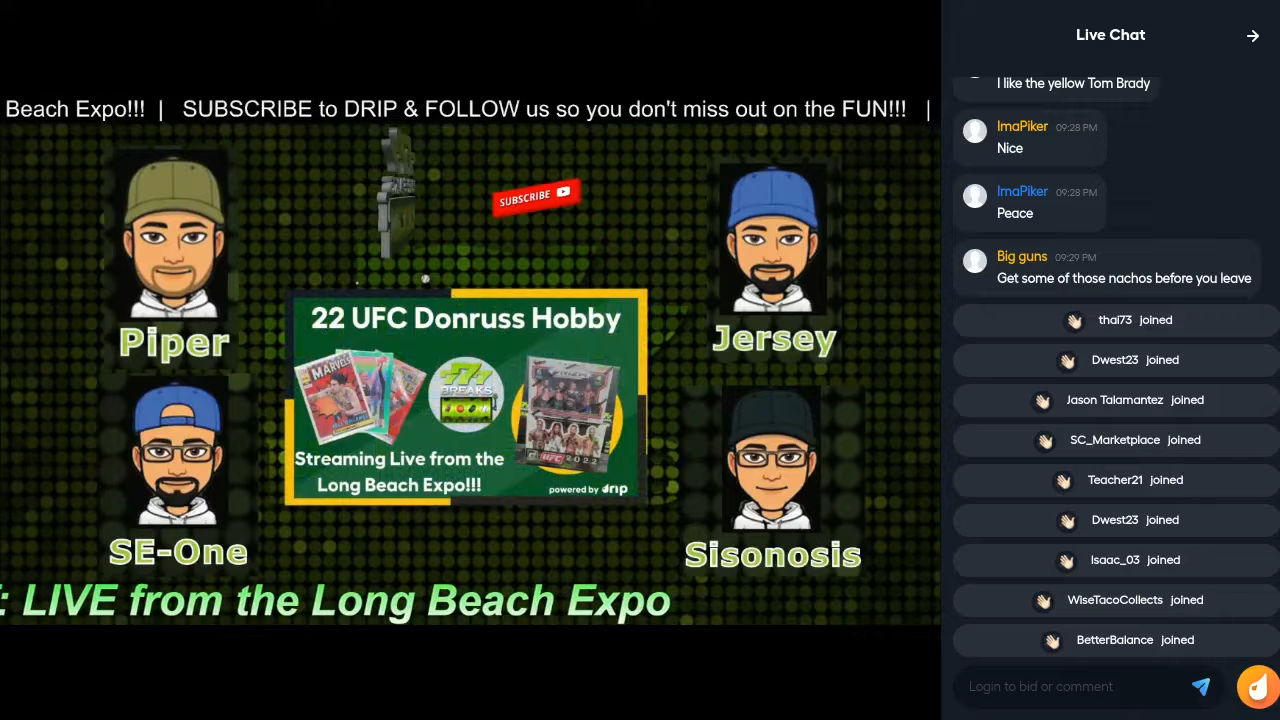 Beach Expo!!! | SUBSCRIBE to DRIP & FOLLOW us so you don't miss out on the FUN!!! |
SUBSCRIBE
Piper
Jersey
22 UFC Donruss Hobby
MARVEL
777
BREAKS
UFC 2022
Streaming Live from the
Long Beach Expo!!!
powered by drip
SE-One
Sisonosis
: LIVE from the Long Beach Expo
Live Chat
I like the yellow Tom Brady
ImaPiker 09:28 PM
Nice
ImaPiker 09:28 PM
Peace
Big guns 09:29 PM
Get some of those nachos before you leave
thai73 joined
Dwest23 joined
Jason Talamantez joined
SC_Marketplace joined
Teacher21 joined
Dwest23 joined
Isaac_03 joined
WiseTacoCollects joined
BetterBalance joined
Login to bid or comment